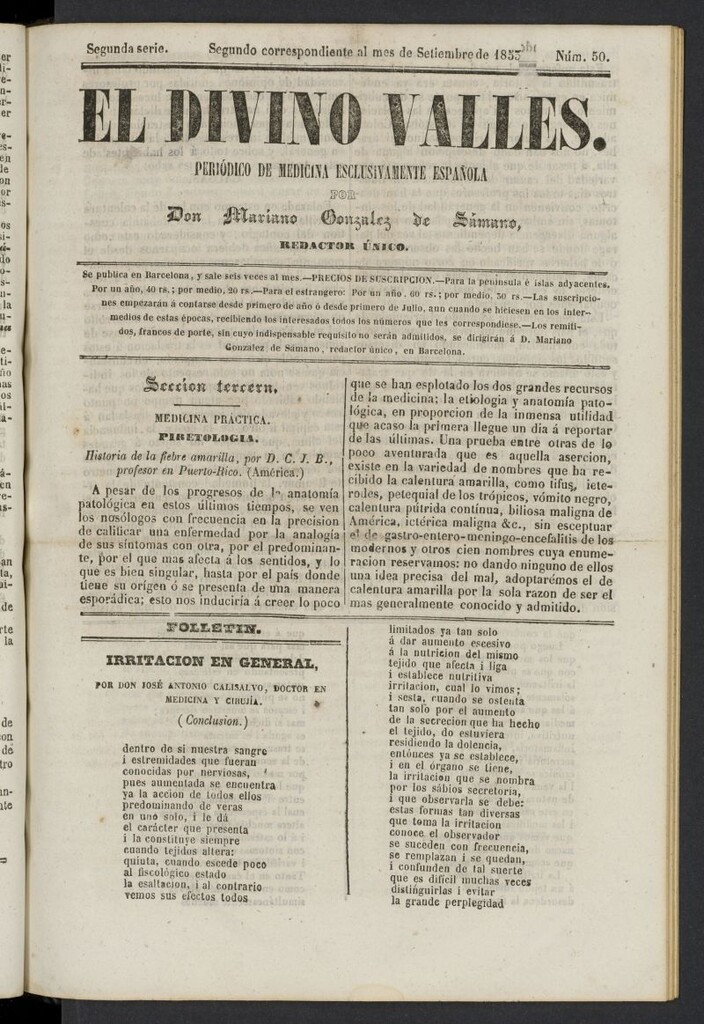 Segunda serie. Segundo correspondiente al mes de Setiembre de 1853 Núm. 50.
EL DIVINO VALLES.
PERIÓDICO DE MEDICINA ESCLUSIVAMENTE ESPAÑOLA
POR
Don Mariano Gonzalez de Sámano,
REDACTOR ÚNICO.
Se publica en Barcelona, y sale seis veces al mes.—PRECIOS DE SUSCRIPCION.—Para la península é islas adyacentes.
Por un año, 40 rs.; por medio, 20 rs.—Para el estrangero: Por un año, 60 rs.; por medio, 30 rs.—Las suscripcio-
nes empezarán á contarse desde primero de año ó desde primero de Julio, aun cuando se hiciesen en los inter-
medios de estas épocas, recibiendo los interesados todos los números que les correspondiese.—Los remiti-
dos, francos de porte, sin cuyo indispensable requisito no serán admitidos, se dirigirán á D. Mariano
Gonzalez de Sámano, redactor único, en Barcelona.
Seccion tercera.
MEDICINA PRÁCTICA.
PIRETOLOGIA.
Historia de la fiebre amarilla, por D. C. J. B.,
profesor en Puerto-Rico. (América.)
A pesar de los progresos de la anatomía
patológica en estos últimos tiempos, se ven
los nosólogos con frecuencia en la precision
de calificar una enfermedad por la analogía
de sus síntomas con otra, por el predominan-
te, por el que mas afecta á los sentidos, y lo
que es bien singular, hasta por el país donde
tiene su orígen ó se presenta de una manera
esporádica; esto nos induciría á creer lo poco
que se han esplotado los dos grandes recursos
de la medicina; la etiologia y anatomía pato-
lógica, en proporcion de la inmensa utilidad
que acaso la primera llegue un dia á reportar
de las últimas. Una prueba entre otras de lo
poco aventurada que es aquella asercion,
existe en la variedad de nombres que ha re-
cibido la calentura amarilla, como tifus, icte-
rodes, petequial de los trópicos, vómito negro,
calentura pútrida contínua, biliosa maligna de
América, ictérica maligna &c., sin esceptuar
el de gastro-entero-meningo-encefalitis de los
modernos y otros cien nombres cuya enume-
racion reservamos: no dando ninguno de ellos
una idea precisa del mal, adoptarémos el de
calentura amarilla por la sola razon de ser el
mas generalmente conocido y admitido.
FOLLETIN.
IRRITACION EN GENERAL,
POR DON JOSÉ ANTONIO CALISALVO, DOCTOR EN
MEDICINA Y CIRUJÍA.
(Conclusion.)
dentro de si nuestra sangre
i estremidades que fueran
conocidas por nerviosas,
pues aumentada se encuentra
ya la accion de todos ellos
predominando de veras
en uno solo, i le dá
el carácter que presenta
i la constituye siempre
cuando tejidos altera:
quinta, cuando escede poco
al fiscológico estado
la esaltacion, i al contrario
vemos sus efectos todos
limitados ya tan solo
á dar aumento escesivo
á la nutricion del mismo
tejido que afecta i liga
i establece nutritiva
irritacion, cual lo vimos;
i sesta, cuando se ostenta
tan solo por el aumento
de la secrecion que ha hecho
el tejido, do estuviera
residiendo la dolencia,
entónces ya se establece,
i en el órgano se tiene,
la irritacion que se nombra
por los sábios secretoria,
i que observarla se debe:
estas formas tan diversas
que toma la irritacion
conoce el observador
se suceden con frecuencia,
se remplazan i se quedan,
i confunden de tal suerte
que es difícil muchas veces
distinguirlas i evitar
la grande perplegidad